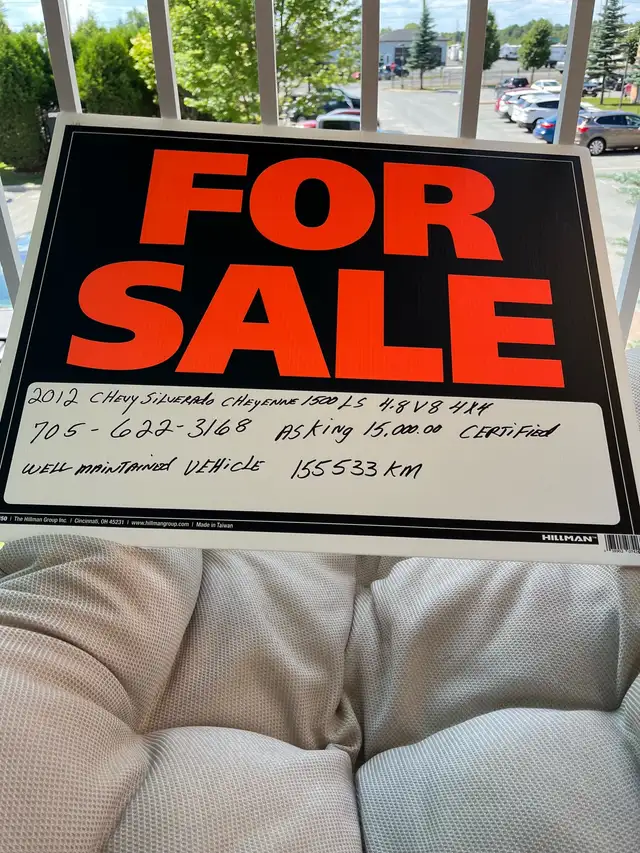 FOR
SALE
2012 CHEVY SILVERADO CHEYENNE 1500 LS 4.8 V8 4X4
705-622-3168 ASKING 15,000.00 CERTIFIED
WELL MAINTAINED VEHICLE 155533 KM
The Hillman Group Inc. | Cincinnati, OH 45231 | www.hillmangroup.com | Made in Taiwan
HILLMAN™